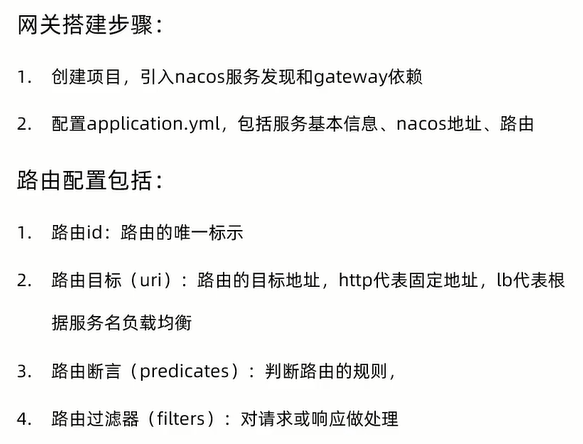 网关搭建步骤：
1. 创建项目，引入nacos服务发现和gateway依赖
2. 配置application.yml，包括服务基本信息、nacos地址、路由
路由配置包括：
1. 路由id：路由的唯一标示
2. 路由目标（uri）：路由的目标地址，http代表固定地址，lb代表根
据服务名负载均衡
3. 路由断言（predicates）：判断路由的规则，
4. 路由过滤器（filters）：对请求或响应做处理